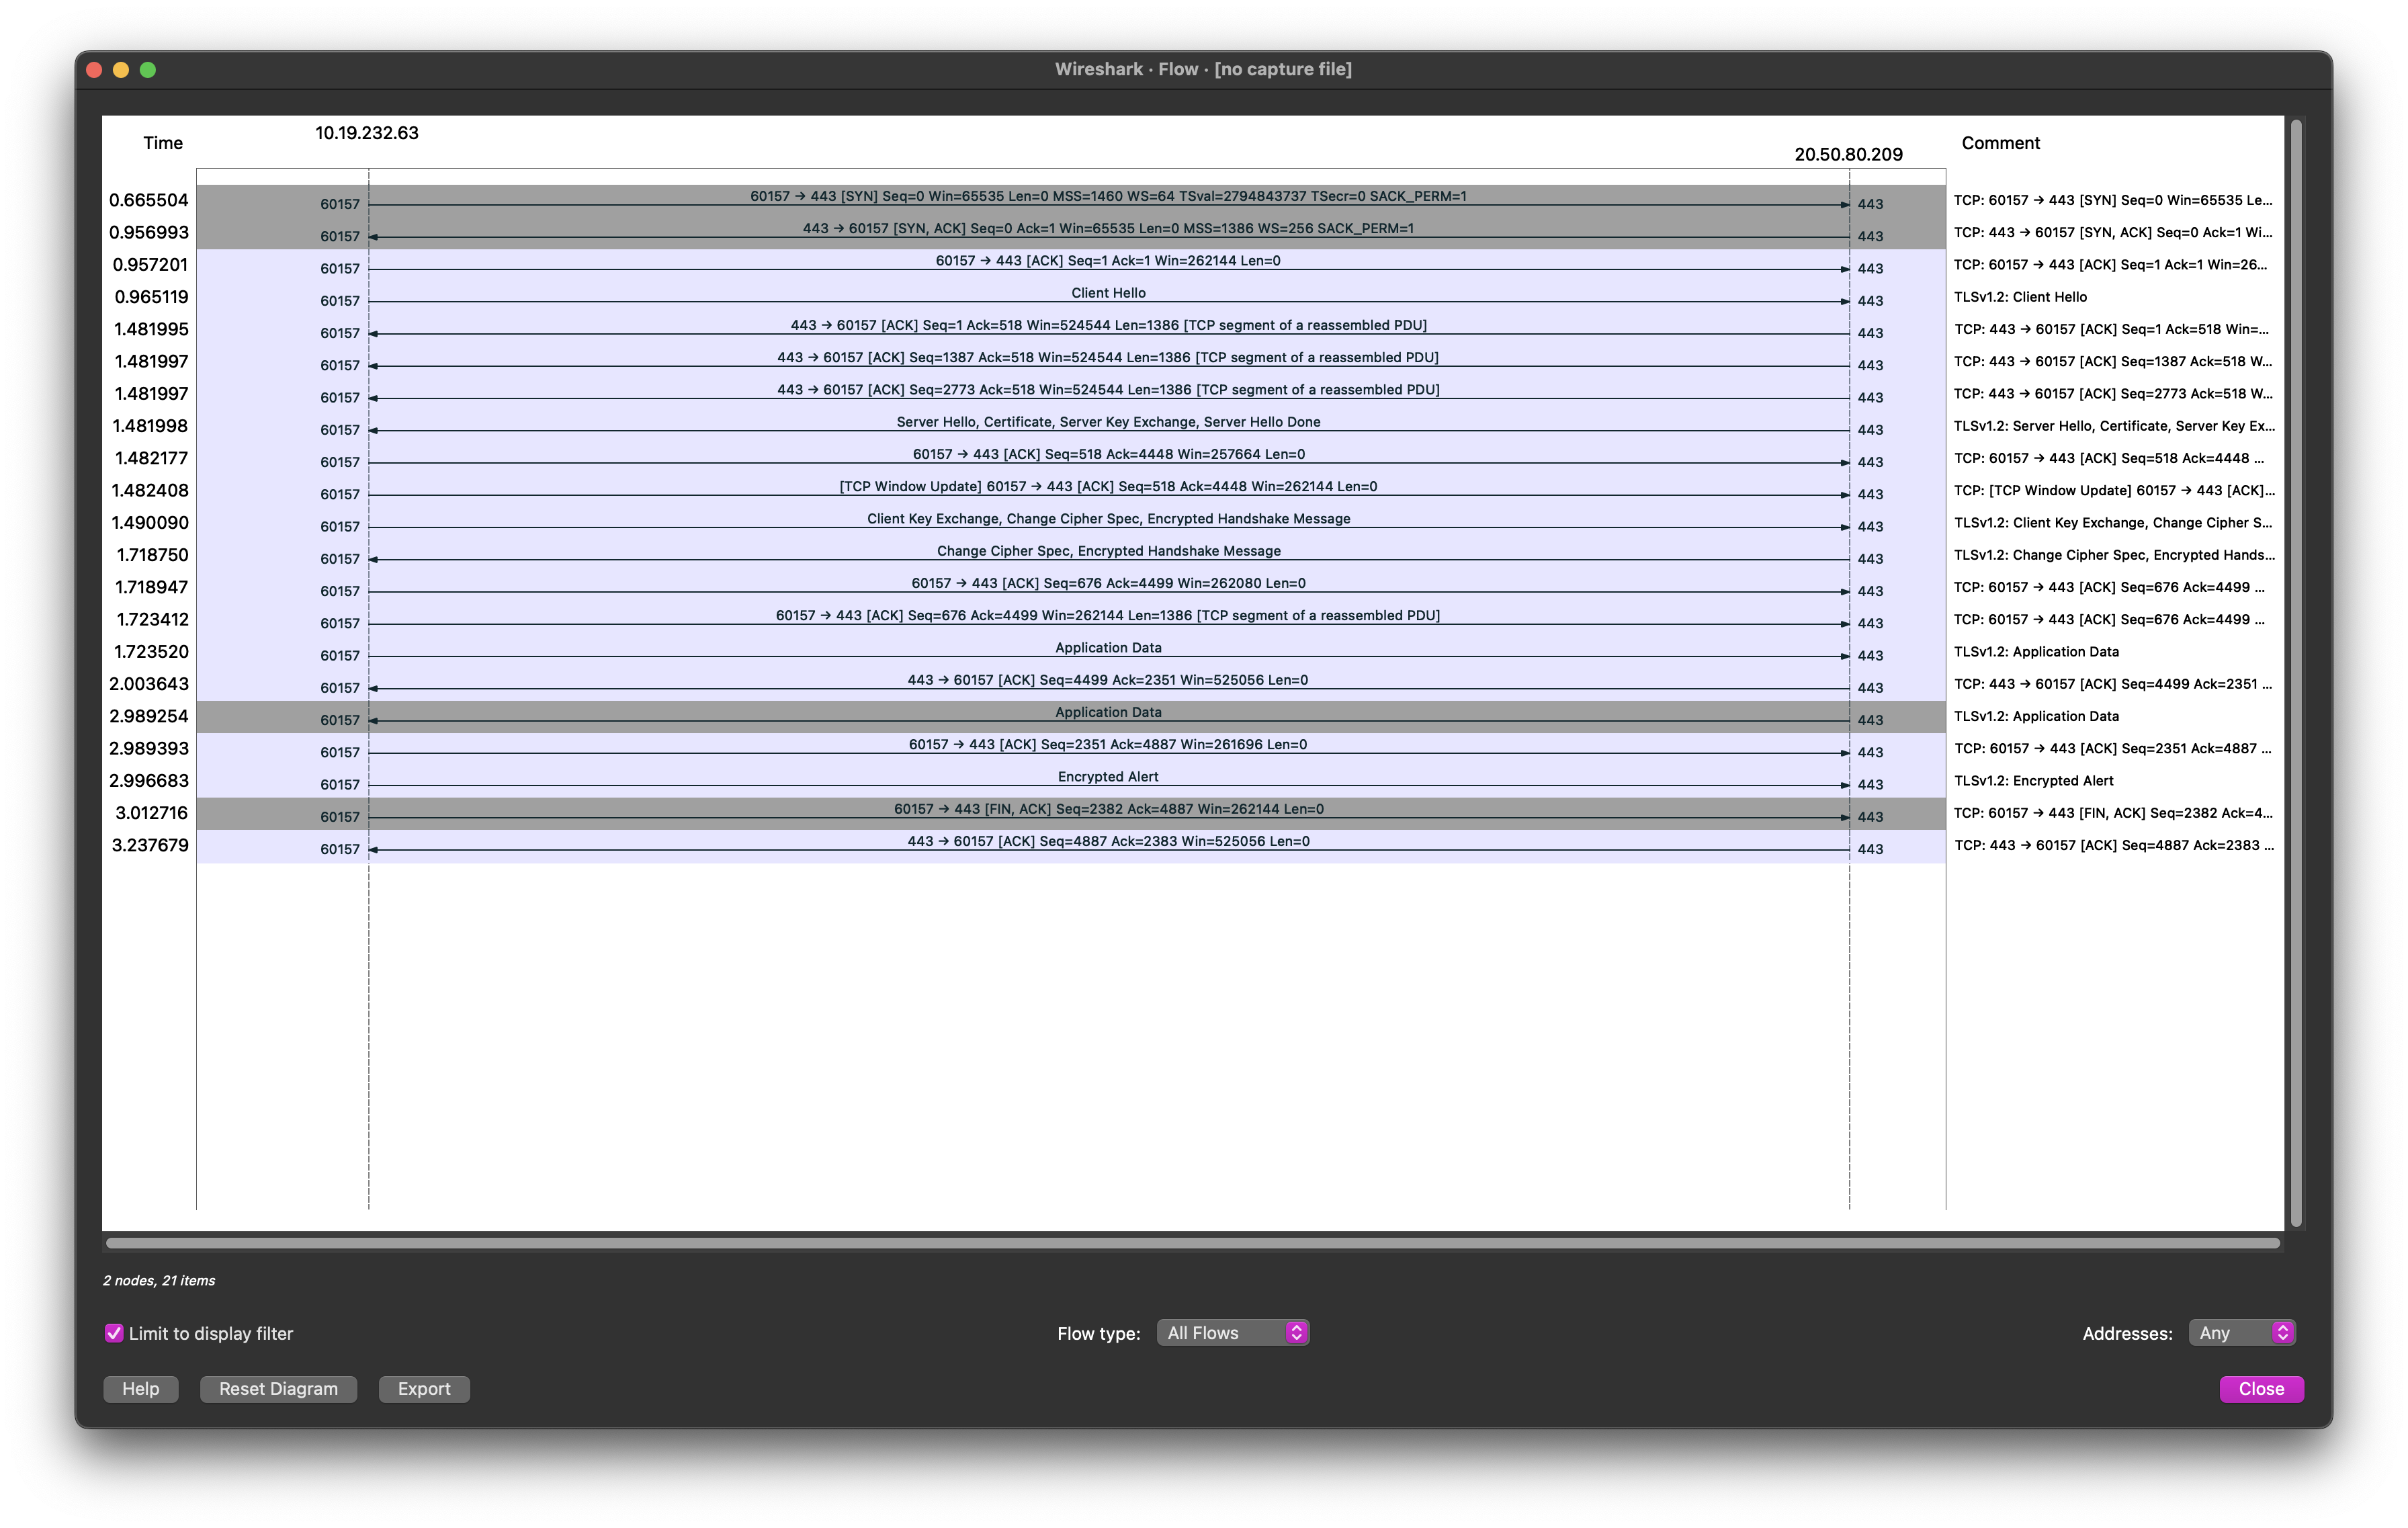 Wireshark · Flow · [no capture file]
Time 10.19.232.63 20.50.80.209 Comment
0.665504 60157 60157 → 443 [SYN] Seq=0 Win=65535 Len=0 MSS=1460 WS=64 TSval=2794843737 TSecr=0 SACK_PERM=1 443 TCP: 60157 → 443 [SYN] Seq=0 Win=65535 Le...
0.956993 60157 443 → 60157 [SYN, ACK] Seq=0 Ack=1 Win=65535 Len=0 MSS=1386 WS=256 SACK_PERM=1 443 TCP: 443 → 60157 [SYN, ACK] Seq=0 Ack=1 Wi...
0.957201 60157 60157 → 443 [ACK] Seq=1 Ack=1 Win=262144 Len=0 443 TCP: 60157 → 443 [ACK] Seq=1 Ack=1 Win=26...
0.965119 60157 Client Hello 443 TLSv1.2: Client Hello
1.481995 60157 443 → 60157 [ACK] Seq=1 Ack=518 Win=524544 Len=1386 [TCP segment of a reassembled PDU] 443 TCP: 443 → 60157 [ACK] Seq=1 Ack=518 Win=...
1.481997 60157 443 → 60157 [ACK] Seq=1387 Ack=518 Win=524544 Len=1386 [TCP segment of a reassembled PDU] 443 TCP: 443 → 60157 [ACK] Seq=1387 Ack=518 W...
1.481997 60157 443 → 60157 [ACK] Seq=2773 Ack=518 Win=524544 Len=1386 [TCP segment of a reassembled PDU] 443 TCP: 443 → 60157 [ACK] Seq=2773 Ack=518 W...
1.481998 60157 Server Hello, Certificate, Server Key Exchange, Server Hello Done 443 TLSv1.2: Server Hello, Certificate, Server Key Ex...
1.482177 60157 60157 → 443 [ACK] Seq=518 Ack=4448 Win=257664 Len=0 443 TCP: 60157 → 443 [ACK] Seq=518 Ack=4448 ...
1.482408 60157 [TCP Window Update] 60157 → 443 [ACK] Seq=518 Ack=4448 Win=262144 Len=0 443 TCP: [TCP Window Update] 60157 → 443 [ACK]...
1.490090 60157 Client Key Exchange, Change Cipher Spec, Encrypted Handshake Message 443 TLSv1.2: Client Key Exchange, Change Cipher S...
1.718750 60157 Change Cipher Spec, Encrypted Handshake Message 443 TLSv1.2: Change Cipher Spec, Encrypted Hands...
1.718947 60157 60157 → 443 [ACK] Seq=676 Ack=4499 Win=262080 Len=0 443 TCP: 60157 → 443 [ACK] Seq=676 Ack=4499 ...
1.723412 60157 60157 → 443 [ACK] Seq=676 Ack=4499 Win=262144 Len=1386 [TCP segment of a reassembled PDU] 443 TCP: 60157 → 443 [ACK] Seq=676 Ack=4499 ...
1.723520 60157 Application Data 443 TLSv1.2: Application Data
2.003643 60157 443 → 60157 [ACK] Seq=4499 Ack=2351 Win=525056 Len=0 443 TCP: 443 → 60157 [ACK] Seq=4499 Ack=2351 ...
2.989254 60157 Application Data 443 TLSv1.2: Application Data
2.989393 60157 60157 → 443 [ACK] Seq=2351 Ack=4887 Win=261696 Len=0 443 TCP: 60157 → 443 [ACK] Seq=2351 Ack=4887 ...
2.996683 60157 Encrypted Alert 443 TLSv1.2: Encrypted Alert
3.012716 60157 60157 → 443 [FIN, ACK] Seq=2382 Ack=4887 Win=262144 Len=0 443 TCP: 60157 → 443 [FIN, ACK] Seq=2382 Ack=4...
3.237679 60157 443 → 60157 [ACK] Seq=4887 Ack=2383 Win=525056 Len=0 443 TCP: 443 → 60157 [ACK] Seq=4887 Ack=2383 ...
2 nodes, 21 items
Limit to display filter Flow type: All Flows Addresses: Any
Help Reset Diagram Export Close